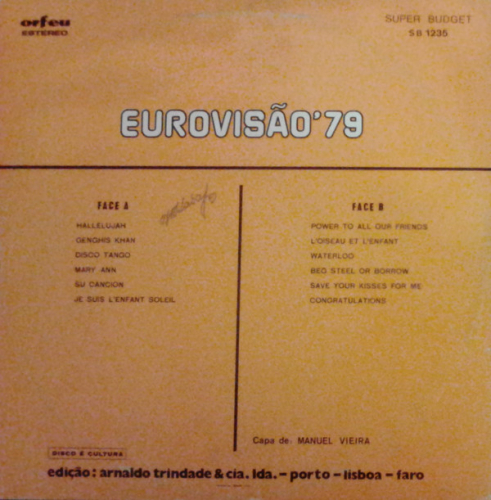 orfeu
ESTEREO
SUPER BUDGET
SB 1235
EUROVISÃO'79
FACE A
HALLELUJAH
GENGHIS KHAN
DISCO TANGO
MARY ANN
SU CANCION
JE SUIS L'ENFANT SOLEIL
FACE B
POWER TO ALL OUR FRIENDS
L'OISEAU ET L'ENFANT
WATERLOO
BEG STEEL OR BORROW
SAVE YOUR KISSES FOR ME
CONGRATULATIONS
Capa de: MANUEL VIEIRA
DISCO É CULTURA
edição: arnaldo trindade & cia. lda. - porto - lisboa - faro